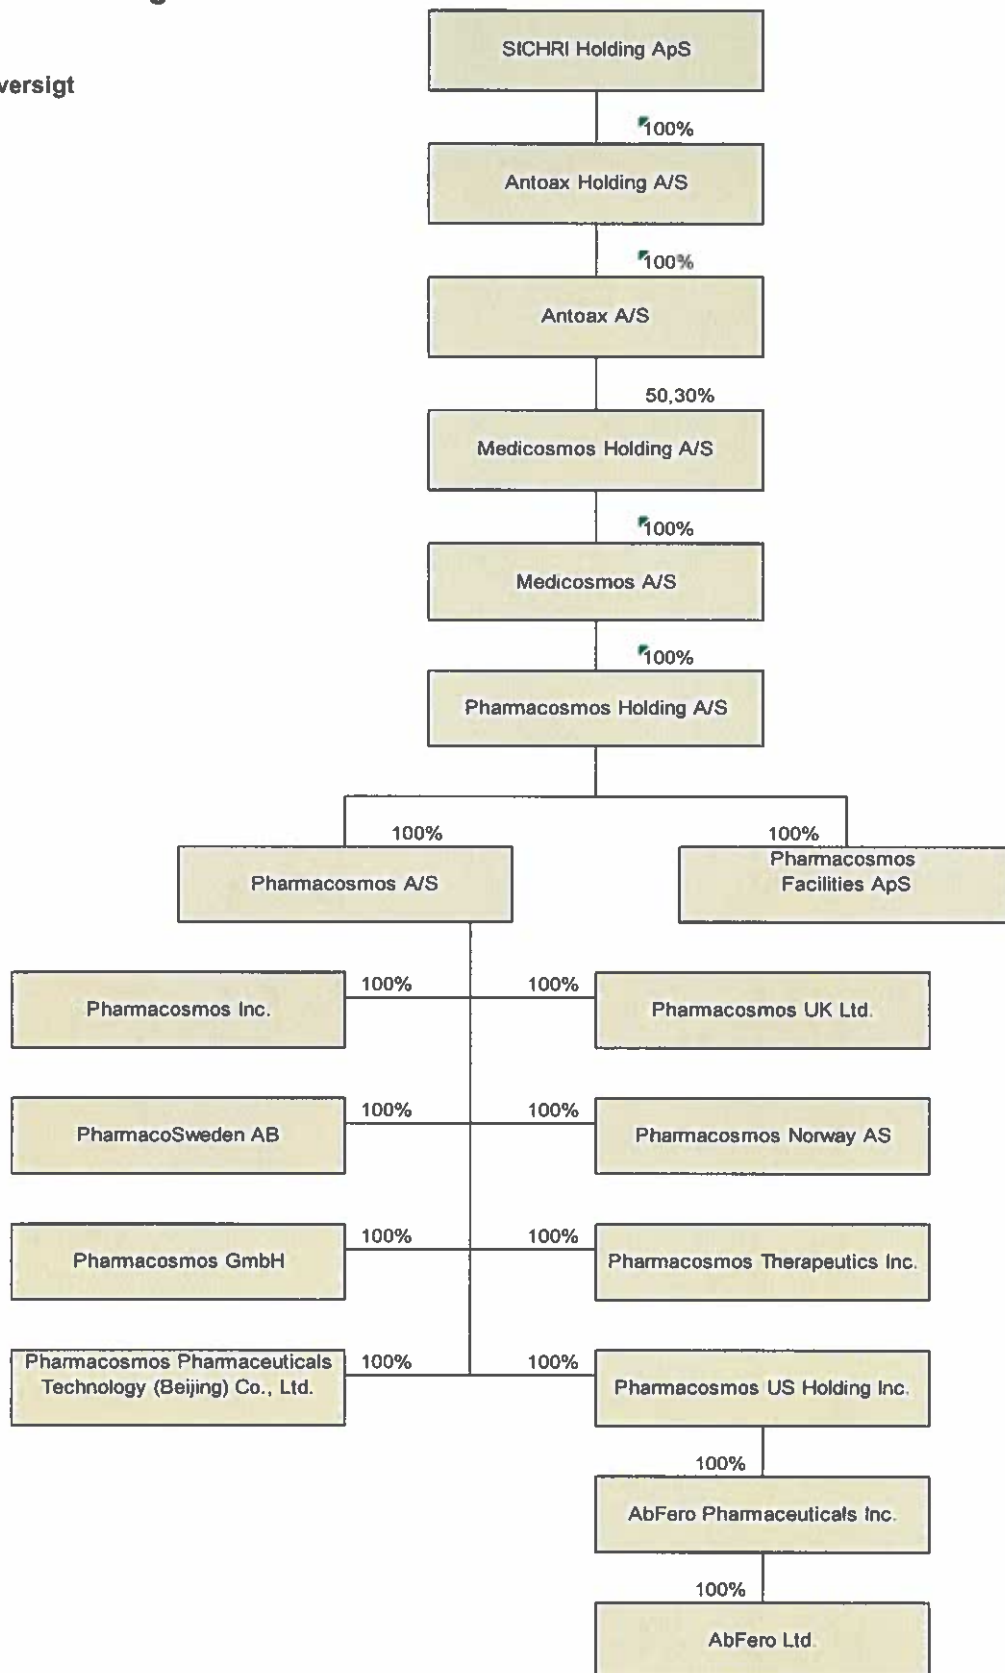 versigt
SICHRI Holding ApS
100%
Antoax Holding A/S
100%
Antoax A/S
50,30%
Medicosmos Holding A/S
100%
Medicosmos A/S
100%
Pharmacosmos Holding A/S
100%
100%
Pharmacosmos A/S
Pharmacosmos
Facilities ApS
100%
100%
Pharmacosmos Inc.
Pharmacosmos UK Ltd.
100%
100%
PharmacoSweden AB
Pharmacosmos Norway AS
100%
100%
Pharmacosmos GmbH
Pharmacosmos Therapeutics Inc.
Pharmacosmos Pharmaceuticals
Technology (Beijing) Co., Ltd.
100%
100%
Pharmacosmos US Holding Inc.
100%
AbFero Pharmaceuticals Inc.
100%
AbFero Ltd.